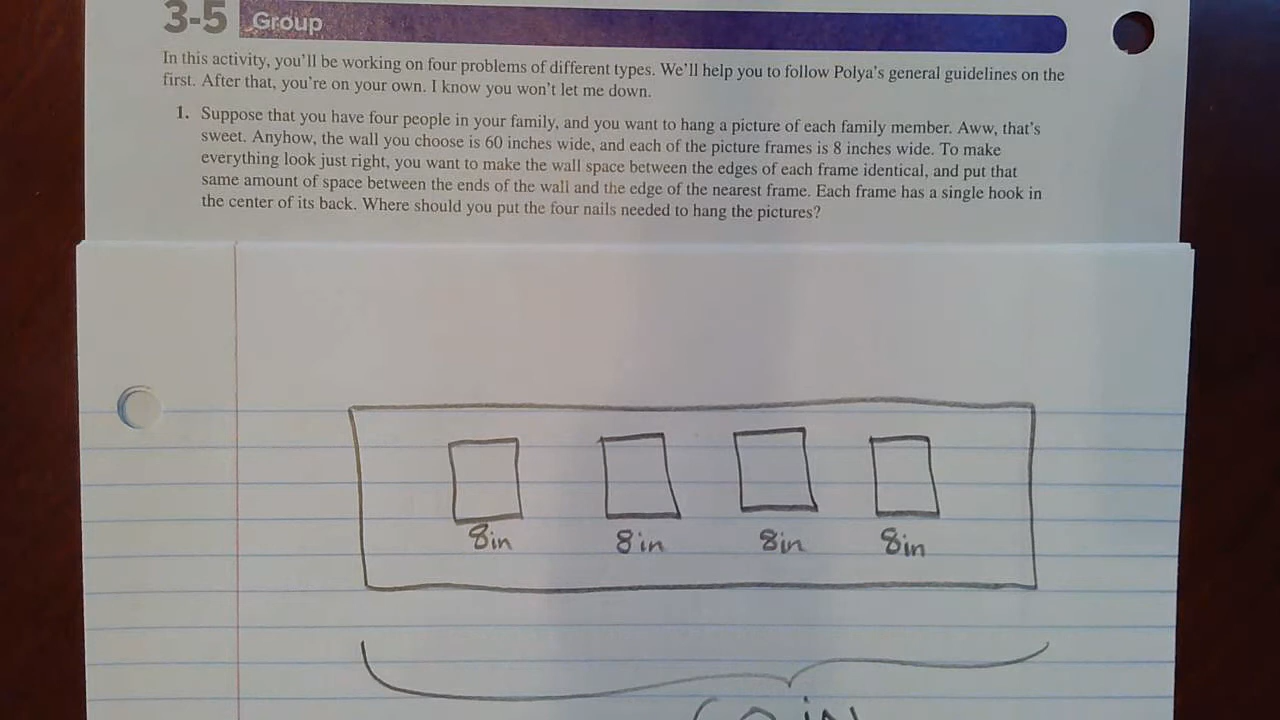 3-5 Group
In this activity, you'll be working on four problems of different types. We'll help you to follow Polya's general guidelines on the
first. After that, you're on your own. I know you won't let me down.
1. Suppose that you have four people in your family, and you want to hang a picture of each family member. Aww, that's
sweet. Anyhow, the wall you choose is 60 inches wide, and each of the picture frames is 8 inches wide. To make
everything look just right, you want to make the wall space between the edges of each frame identical, and put that
same amount of space between the ends of the wall and the edge of the nearest frame. Each frame has a single hook in
the center of its back. Where should you put the four nails needed to hang the pictures?
8in 8in 8in 8in
60 in